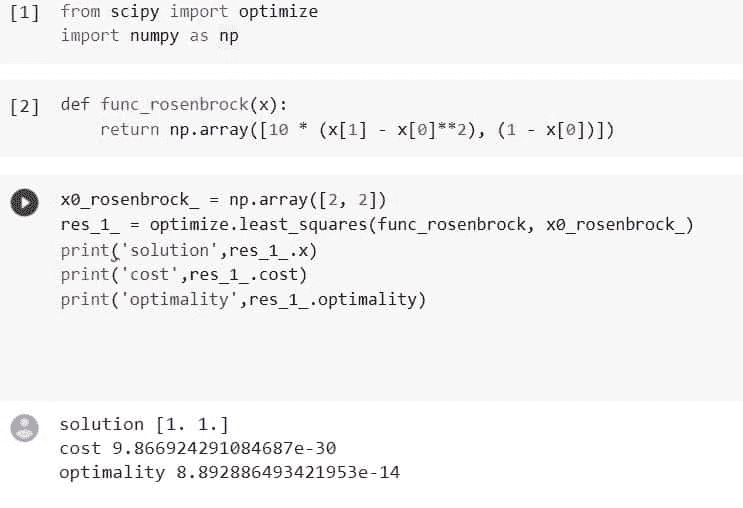 [1] from scipy import optimize
import numpy as np
[2] def func_rosenbrock(x):
return np.array([10 * (x[1] - x[0]**2), (1 - x[0])])
x0_rosenbrock_ = np.array([2, 2])
res_1_ = optimize.least_squares(func_rosenbrock, x0_rosenbrock_)
print('solution',res_1_.x)
print('cost',res_1_.cost)
print('optimality',res_1_.optimality)
solution [1. 1.]
cost 9.866924291084687e-30
optimality 8.892886493421953e-14